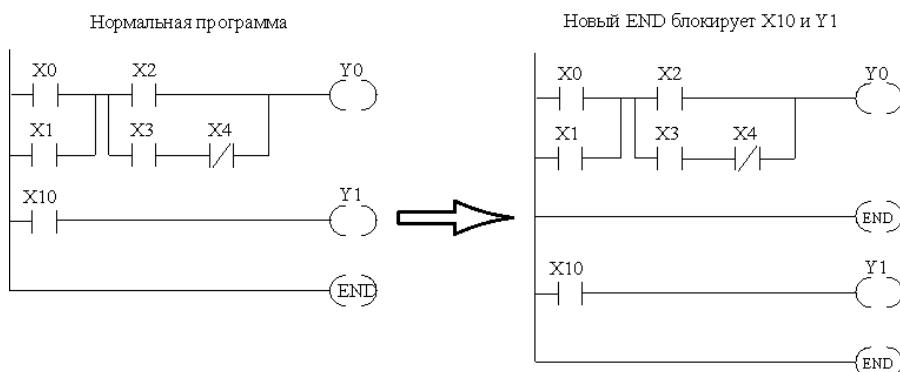 Нормальная программа
X0 X2 Y0
X1 X3 X4
X10 Y1
END
Новый END блокирует X10 и Y1
X0 X2 Y0
X1 X3 X4
END
X10 Y1
END